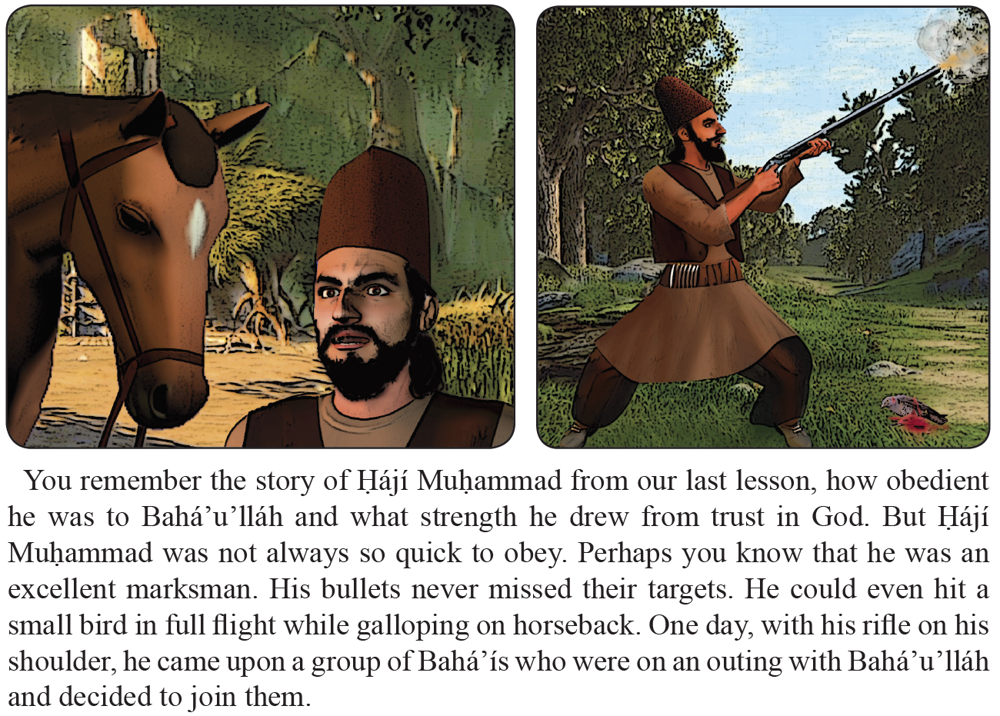 You remember the story of Ḥájí Muḥammad from our last lesson, how obedient
he was to Bahá’u’lláh and what strength he drew from trust in God. But Ḥájí
Muḥammad was not always so quick to obey. Perhaps you know that he was an
excellent marksman. His bullets never missed their targets. He could even hit a
small bird in full flight while galloping on horseback. One day, with his rifle on his
shoulder, he came upon a group of Bahá’ís who were on an outing with Bahá’u’lláh
and decided to join them.